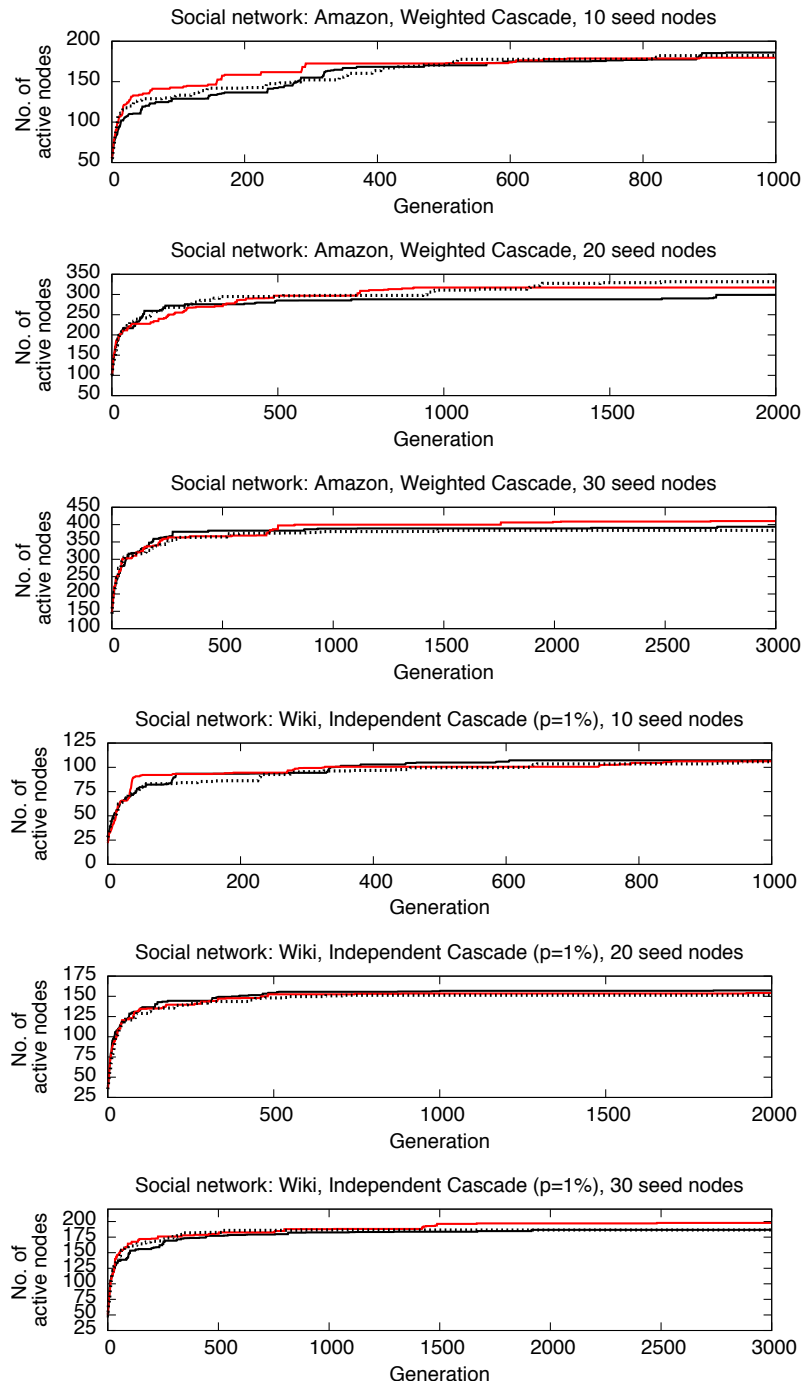 Social network: Amazon, Weighted Cascade, 10 seed nodes
No. of
active nodes
200
150
100
50
0 200 400 600 800 1000
Generation
Social network: Amazon, Weighted Cascade, 20 seed nodes
No. of
active nodes
350
300
250
200
150
100
50
0 500 1000 1500 2000
Generation
Social network: Amazon, Weighted Cascade, 30 seed nodes
No. of
active nodes
450
400
350
300
250
200
150
100
0 500 1000 1500 2000 2500 3000
Generation
Social network: Wiki, Independent Cascade (p=1%), 10 seed nodes
No. of
active nodes
125
100
75
50
25
0
0 200 400 600 800 1000
Generation
Social network: Wiki, Independent Cascade (p=1%), 20 seed nodes
No. of
active nodes
175
150
125
100
75
50
25
0 500 1000 1500 2000
Generation
Social network: Wiki, Independent Cascade (p=1%), 30 seed nodes
No. of
active nodes
200
175
150
125
100
75
50
25
0 500 1000 1500 2000 2500 3000
Generation